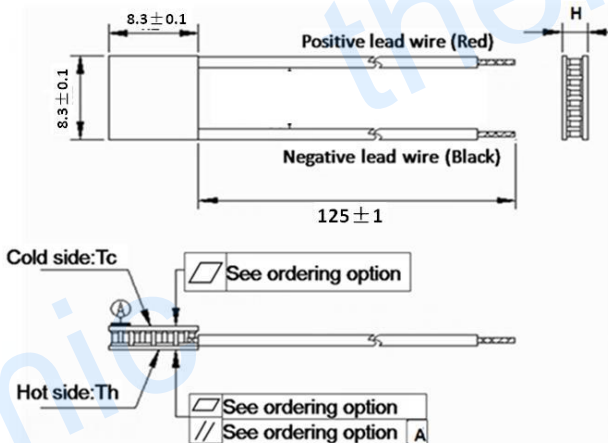 8.3±0.1
H
Positive lead wire (Red)
8.3±0.1
Negative lead wire (Black)
125±1
Cold side:Tc
See ordering option
A
Hot side:Th
See ordering option
// See ordering option A